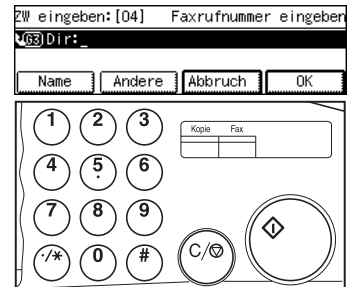 ZW eingeben:[04] Faxrufnummer eingeben
G3 Dir:_
Name Andere Abbruch OK
1 2 3
Kopie Fax
4 5 6
7 8 9
·/* 0 # C/